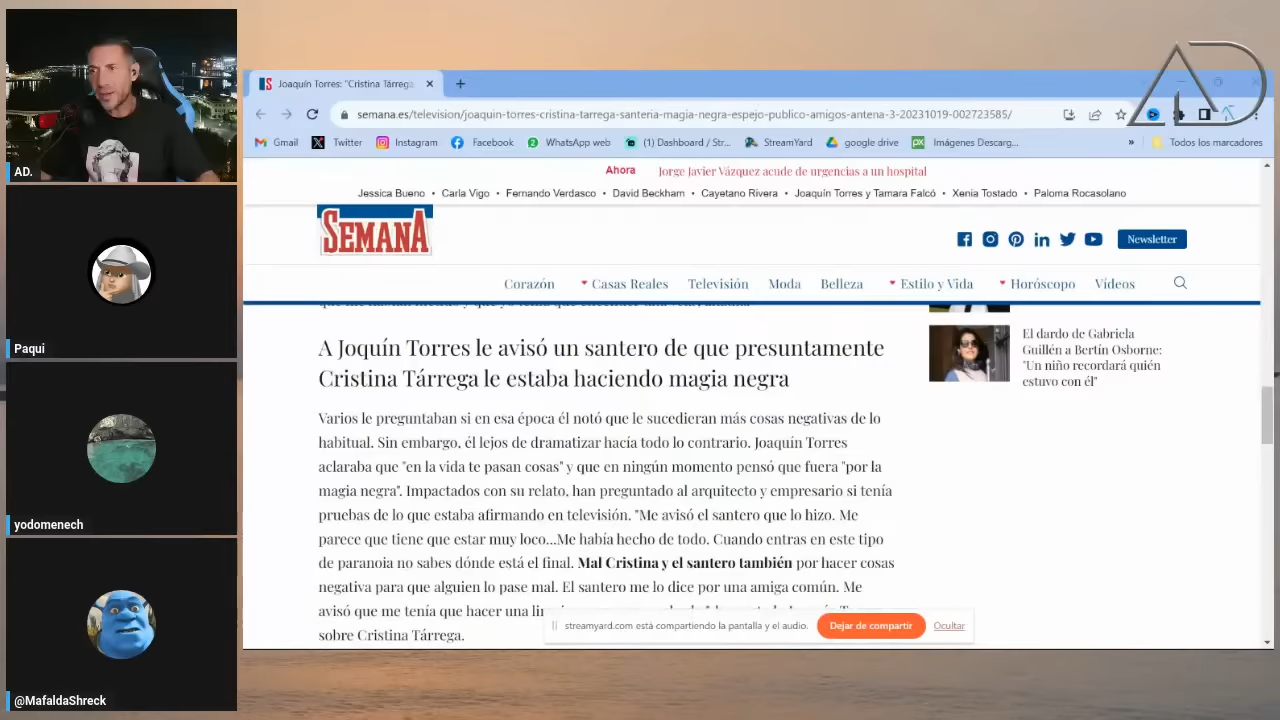 AD.
Paqui
yodomenech
@MafaldaShreck
Joaquín Torres: "Cristina Tárrega
semana.es/television/joaquin-torres-cristina-tarrega-santeria-magia-negra-espejo-publico-amigos-antena-3-20231019-002723585/
Gmail Twitter Instagram Facebook WhatsApp web (1) Dashboard / Str... StreamYard google drive Imágenes Descarg... » Todos los marcadores
AD
Ahora Jorge Javier Vázquez acude de urgencias a un hospital
Jessica Bueno • Carla Vigo • Fernando Verdasco • David Beckham • Cayetano Rivera • Joaquín Torres y Tamara Falcó • Xenia Tostado • Paloma Rocasolano
SEMANA
Newsletter
Corazón Casas Reales Televisión Moda Belleza Estilo y Vida Horóscopo Vídeos
A Joquín Torres le avisó un santero de que presuntamente
Cristina Tárrega le estaba haciendo magia negra
Varios le preguntaban si en esa época él notó que le sucedieran más cosas negativas de lo
habitual. Sin embargo, él lejos de dramatizar hacía todo lo contrario. Joaquín Torres
aclaraba que "en la vida te pasan cosas" y que en ningún momento pensó que fuera "por la
magia negra". Impactados con su relato, han preguntado al arquitecto y empresario si tenía
pruebas de lo que estaba afirmando en televisión. "Me avisó el santero que lo hizo. Me
parece que tiene que estar muy loco...Me había hecho de todo. Cuando entras en este tipo
de paranoia no sabes dónde está el final. Mal Cristina y el santero también por hacer cosas
negativa para que alguien lo pase mal. El santero me lo dice por una amiga común. Me
avisó que me tenía que hacer una
sobre Cristina Tárrega.
El dardo de Gabriela
Guillén a Bertín Osborne:
"Un niño recordará quién
estuvo con él"
streamyard.com está compartiendo la pantalla y el audio. Dejar de compartir Ocultar